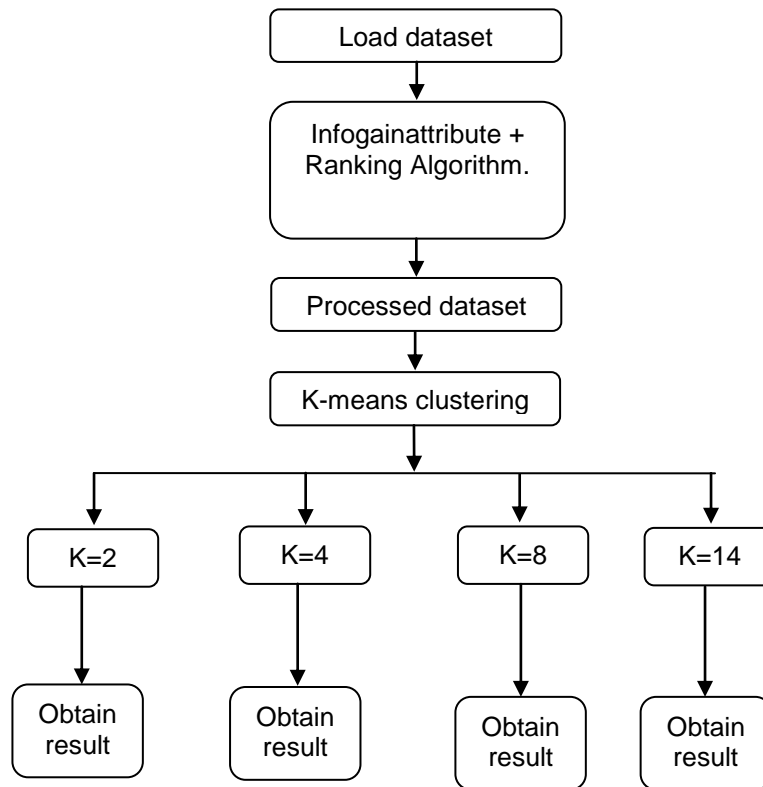 Load dataset
Infogainattribute +
Ranking Algorithm.
Processed dataset
K-means clustering
K=2
K=4
K=8
K=14
Obtain
result
Obtain
result
Obtain
result
Obtain
result